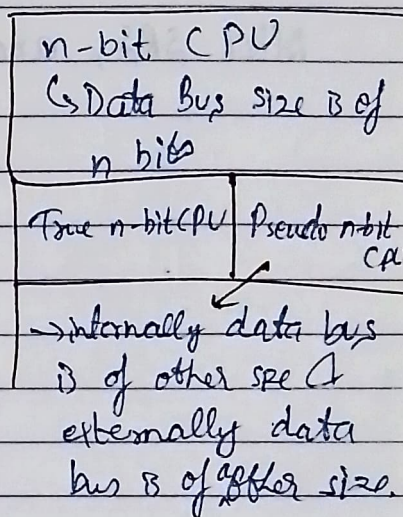 n-bit CPU
↳ Data Bus size is of
n bits
True n-bit CPU
Pseudo n-bit
CPU
→ internally data bus
is of other size &
externally data
bus is of other size.